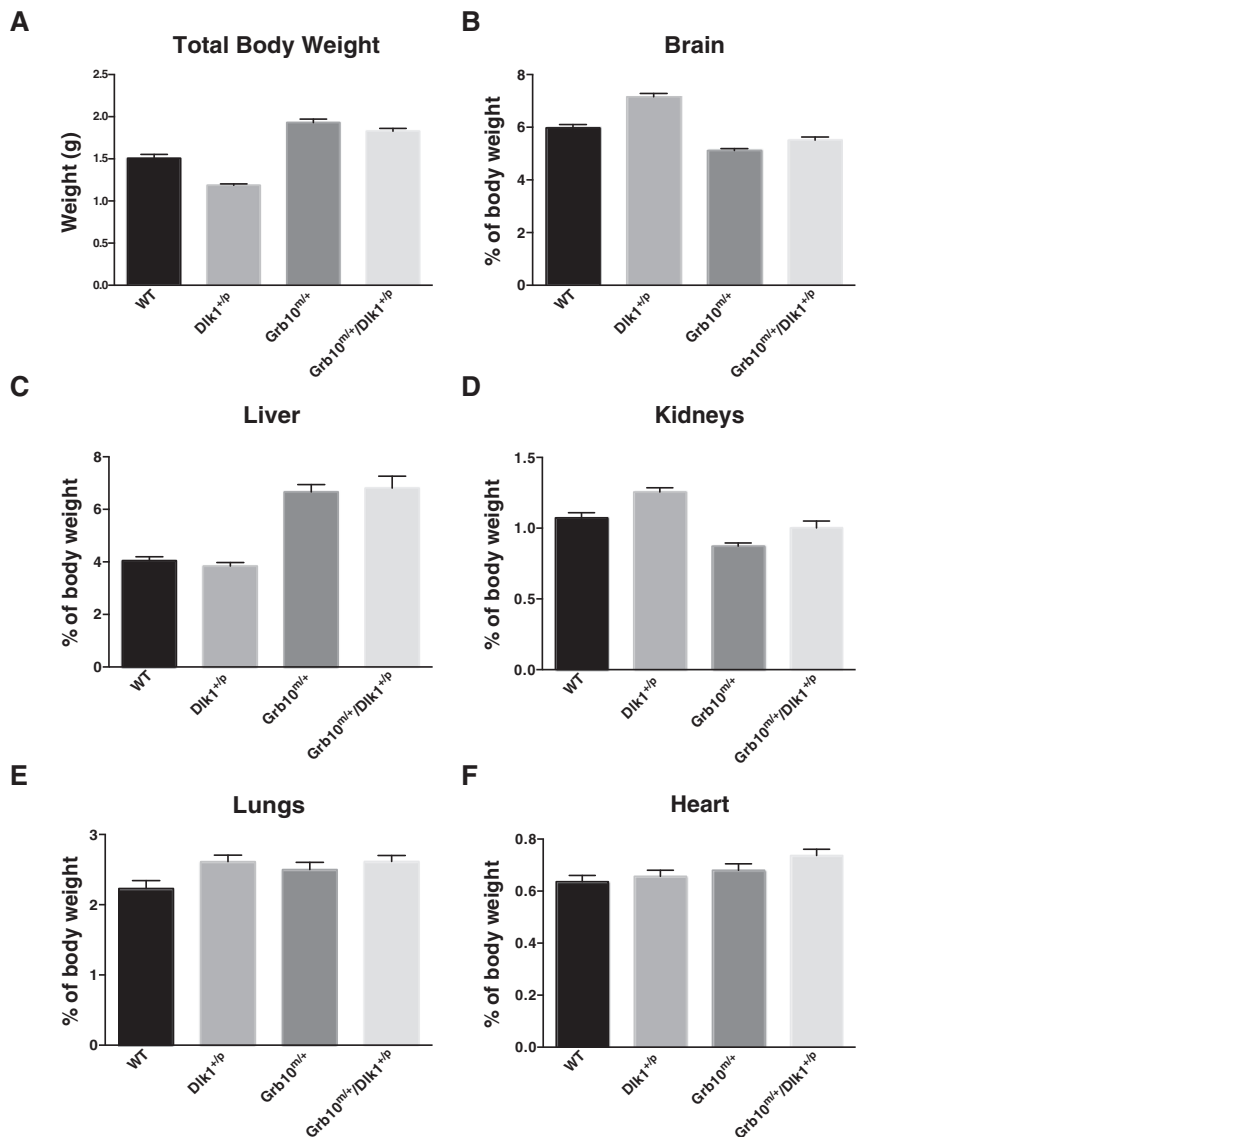 A
Total Body Weight
Weight (g)
2.5
2.0
1.5
1.0
0.5
0.0
WT
Dlk1+/p
Grb10m/+
Grb10m/+/Dlk1+/p
B
Brain
% of body weight
8
6
4
2
0
WT
Dlk1+/p
Grb10m/+
Grb10m/+/Dlk1+/p
C
Liver
% of body weight
8
6
4
2
0
WT
Dlk1+/p
Grb10m/+
Grb10m/+/Dlk1+/p
D
Kidneys
% of body weight
1.5
1.0
0.5
0.0
WT
Dlk1+/p
Grb10m/+
Grb10m/+/Dlk1+/p
E
Lungs
% of body weight
3
2
1
0
WT
Dlk1+/p
Grb10m/+
Grb10m/+/Dlk1+/p
F
Heart
% of body weight
0.8
0.6
0.4
0.2
0.0
WT
Dlk1+/p
Grb10m/+
Grb10m/+/Dlk1+/p